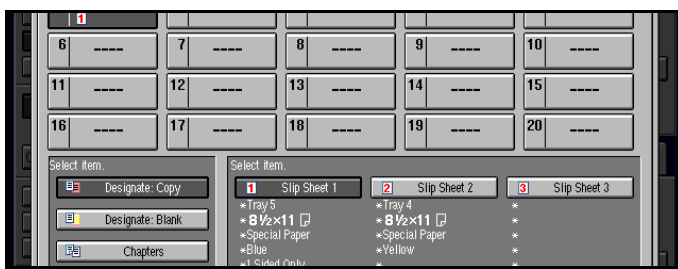 1
6 ---- 7 ---- 8 ---- 9 ---- 10 ----
11 ---- 12 ---- 13 ---- 14 ---- 15 ----
16 ---- 17 ---- 18 ---- 19 ---- 20 ----
Select item. Select item.
Designate: Copy 1 Slip Sheet 1 2 Slip Sheet 2 3 Slip Sheet 3
*Tray 5 *Tray 4 *
Designate: Blank *8½×11 *8½×11 *
*Special Paper *Special Paper *
Chapters *Blue *Yellow *
*1 Sided Only * *